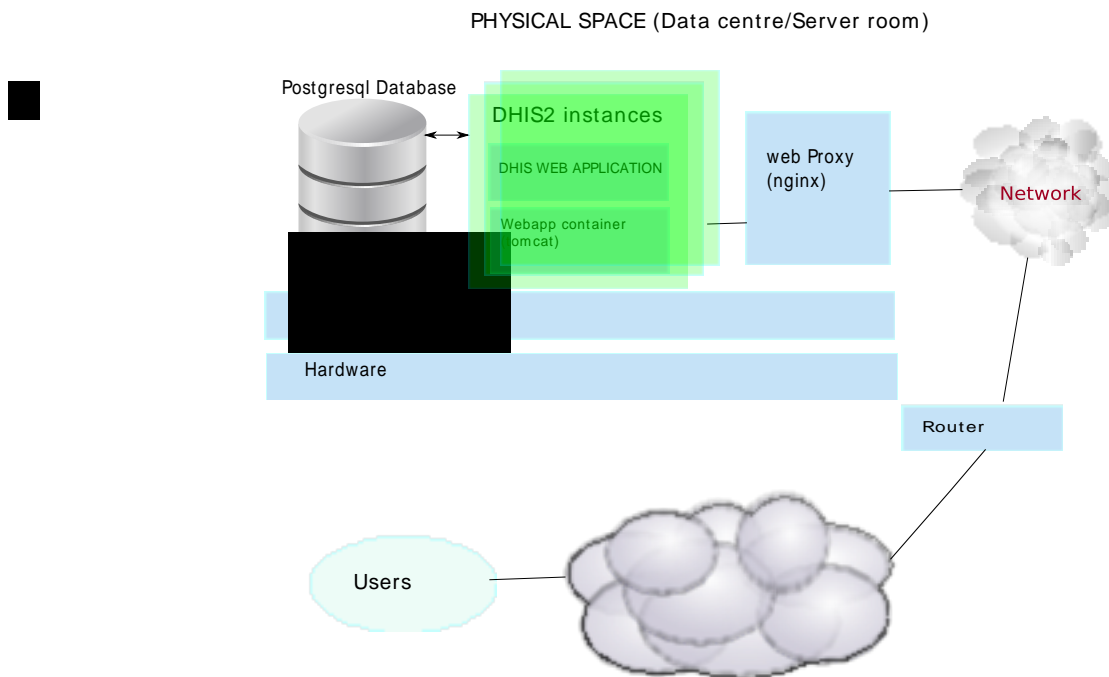 PHYSICAL SPACE (Data centre/Server room)
Postgresql Database
DHIS2 instances
DHIS WEB APPLICATION
Webapp container
web Proxy
(nginx)
Network
Hardware
Router
Users